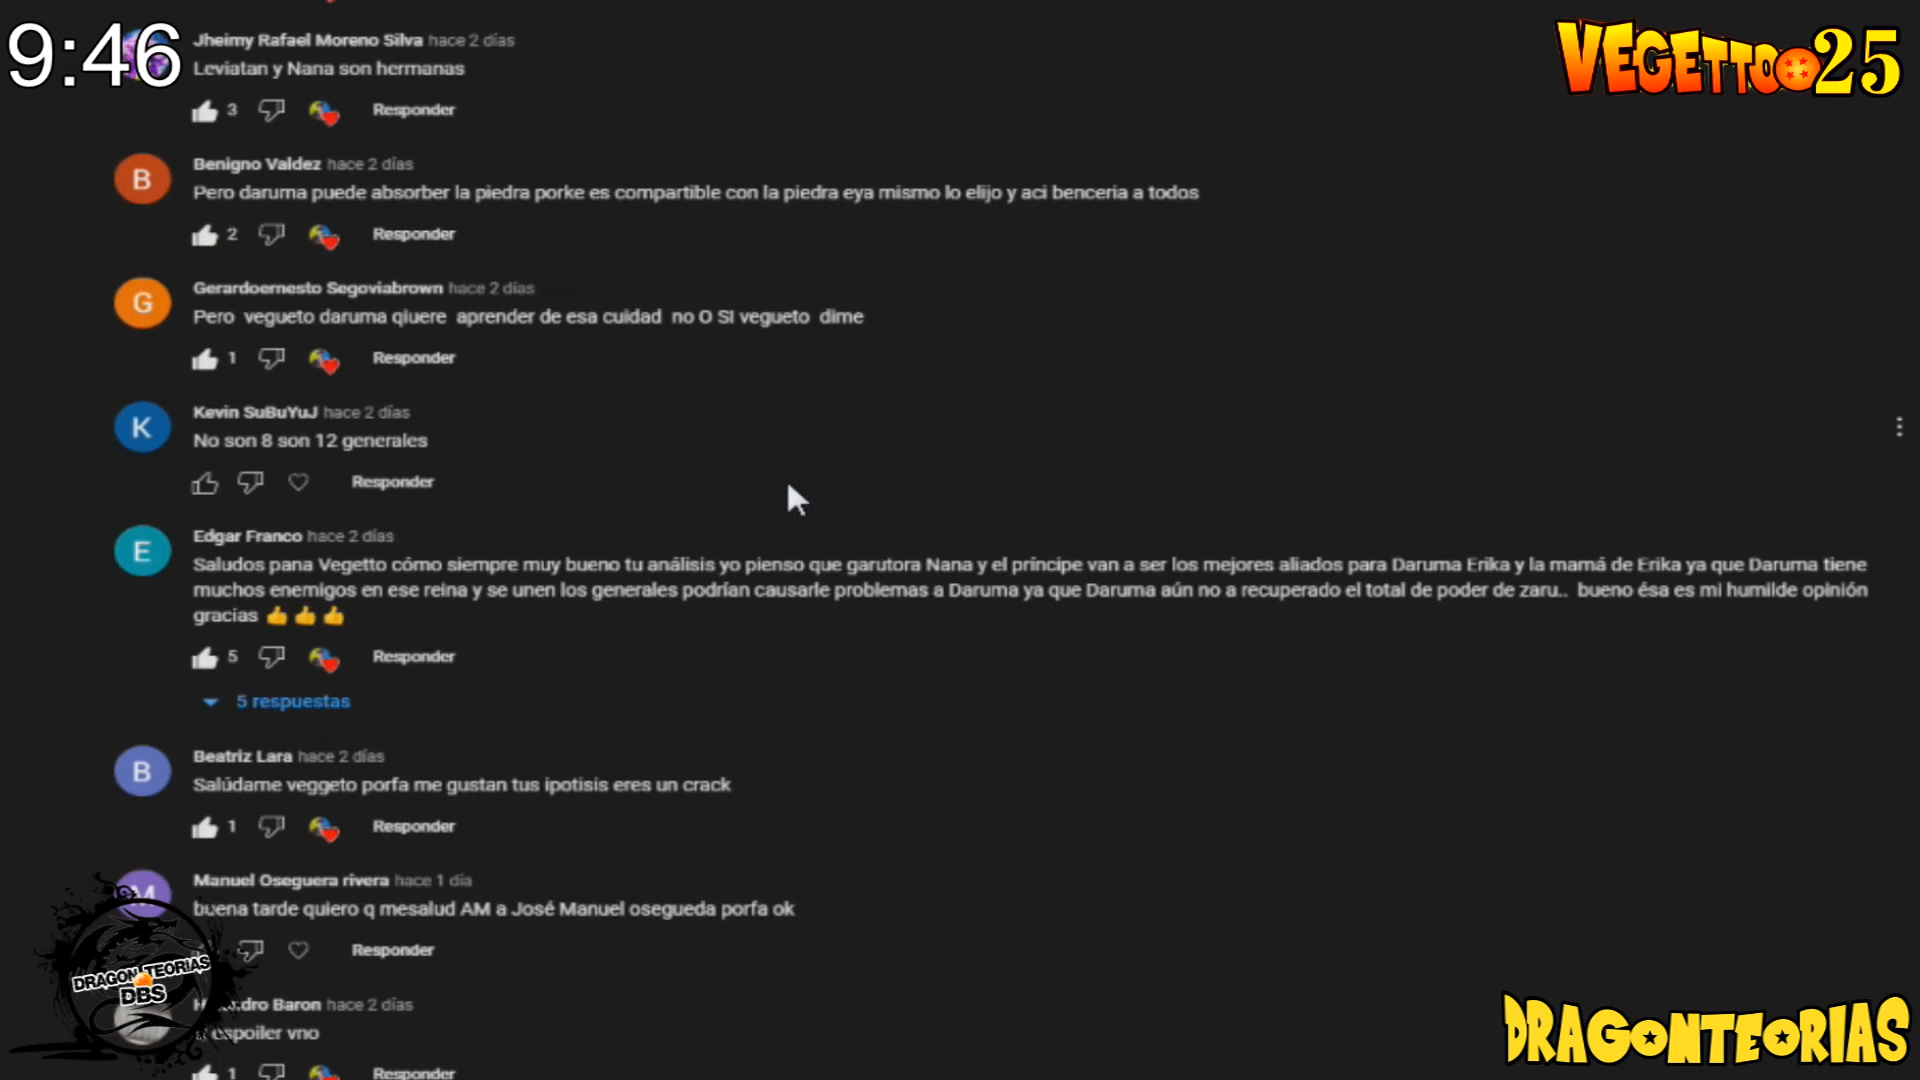 9:46
VEGETTO 25
Jheimy Rafael Moreno Silva hace 2 días
Leviatan y Nana son hermanas
3 Responder
B
Benigno Valdez hace 2 días
Pero daruma puede absorber la piedra porke es compartible con la piedra eya mismo lo elijo y aci benceria a todos
2 Responder
G
Gerardoernesto Segoviabrown hace 2 días
Pero vegueto daruma qluere aprender de esa cuidad no O SI vegueto dime
1 Responder
K
Kevin SuBuYuJ hace 2 días
No son 8 son 12 generales
Responder
E
Edgar Franco hace 2 días
Saludos pana Vegetto cómo siempre muy bueno tu análisis yo pienso que garutora Nana y el príncipe van a ser los mejores aliados para Daruma Erika y la mamá de Erika ya que Daruma tiene
muchos enemigos en ese reina y se unen los generales podrían causarle problemas a Daruma ya que Daruma aún no a recuperado el total de poder de zaru.. bueno ésa es mi humilde opinión
gracias 👍👍👍
5 Responder
5 respuestas
B
Beatriz Lara hace 2 días
Salúdame veggeto porfa me gustan tus ipotisis eres un crack
1 Responder
M
Manuel Oseguera rivera hace 1 día
buena tarde quiero q mesalud AM a José Manuel osegueda porfa ok
Responder
DRAGON TEORIAS
DBS
Baron hace 2 días
espoiler vno
1 Responder
DRAGONTEORIAS